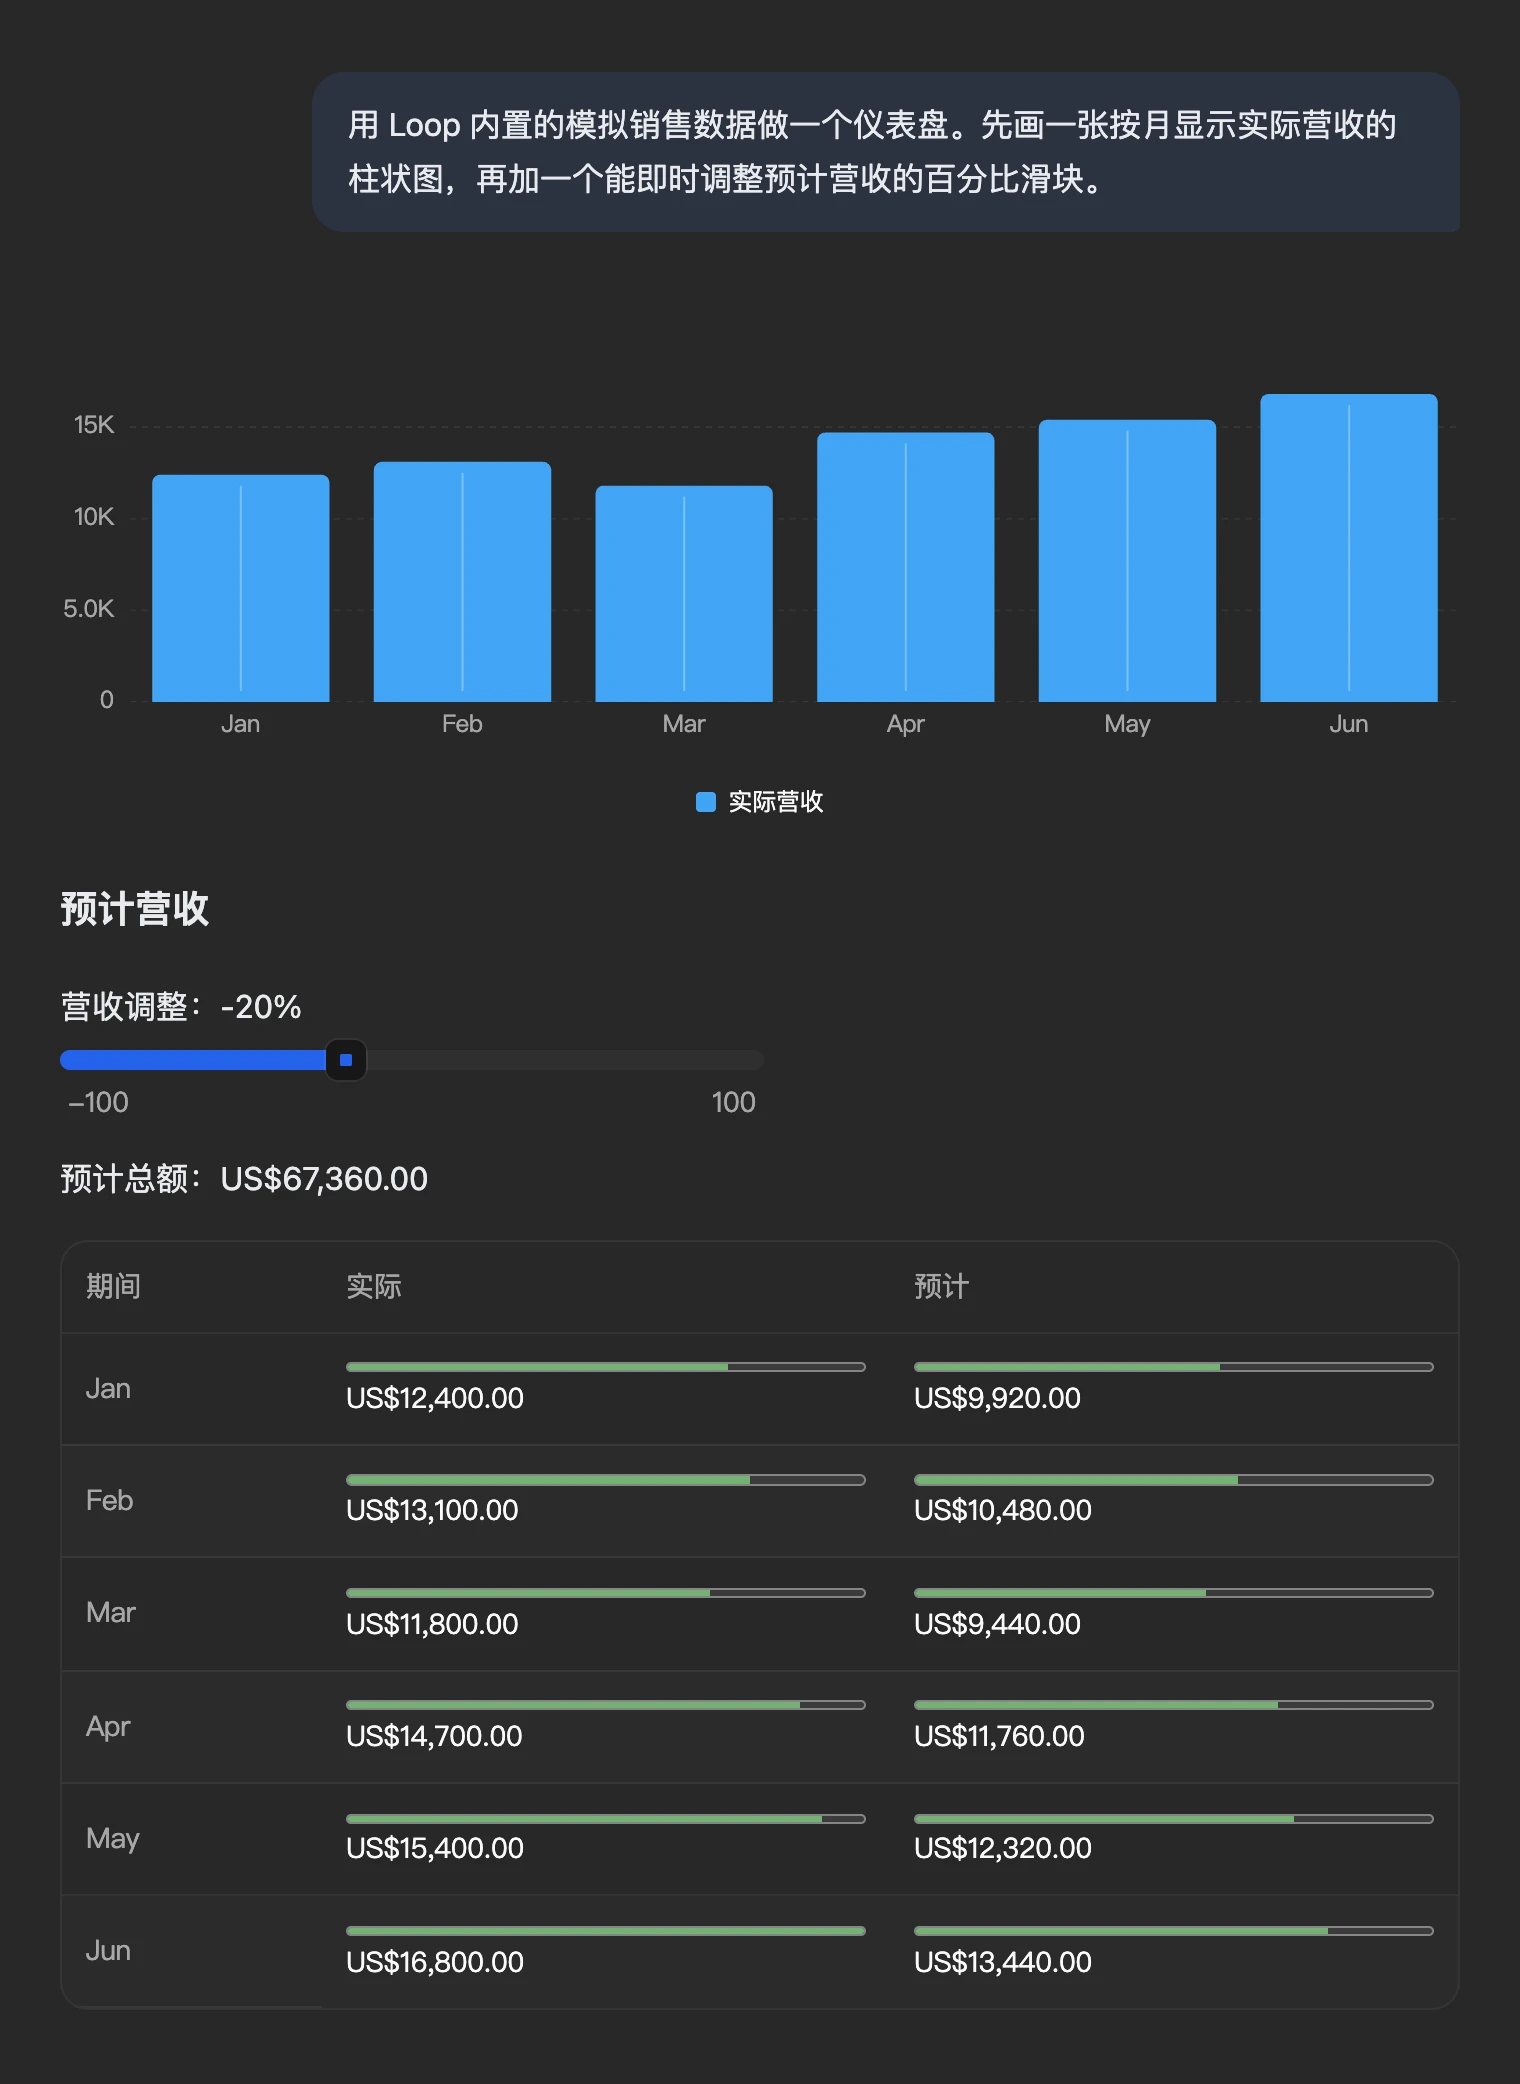 用 Loop 内置的模拟销售数据做一个仪表盘。先画一张按月显示实际营收的
柱状图，再加一个能即时调整预计营收的百分比滑块。
15K
10K
5.0K
0
Jan Feb Mar Apr May Jun
实际营收
预计营收
营收调整：-20%
–100 100
预计总额：US$67,360.00
期间 实际 预计
Jan US$12,400.00 US$9,920.00
Feb US$13,100.00 US$10,480.00
Mar US$11,800.00 US$9,440.00
Apr US$14,700.00 US$11,760.00
May US$15,400.00 US$12,320.00
Jun US$16,800.00 US$13,440.00